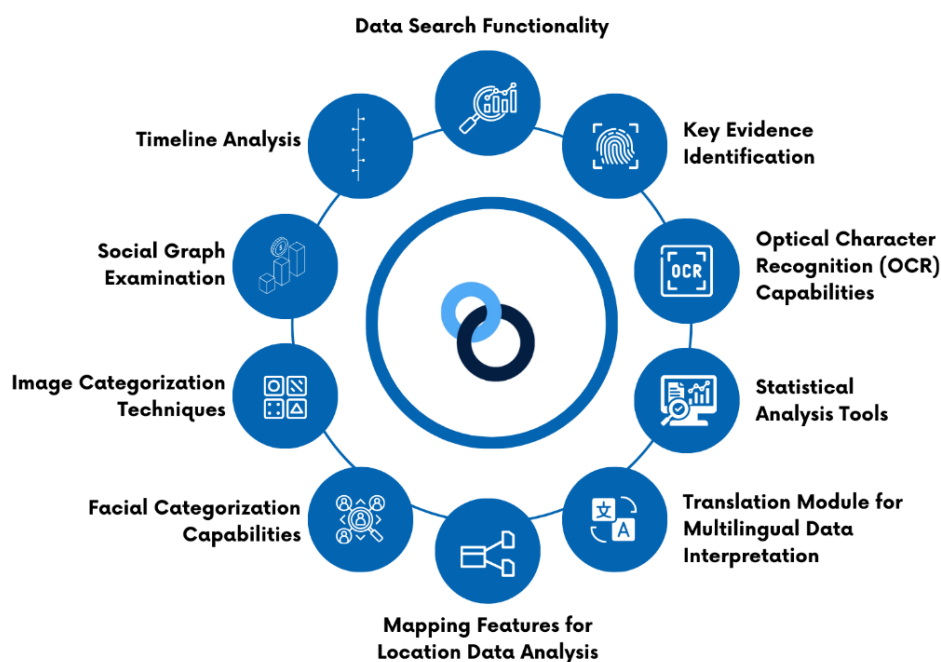 Data Search Functionality
Key Evidence
Identification
Optical Character
Recognition (OCR)
Capabilities
OCR
Statistical
Analysis Tools
Translation Module for
Multilingual Data
Interpretation
文
A
Mapping Features for
Location Data Analysis
Facial Categorization
Capabilities
Image Categorization
Techniques
Social Graph
Examination
Timeline Analysis